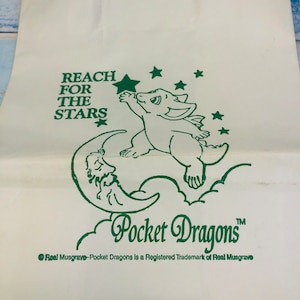 REACH
FOR
THE
STARS
Pocket Dragons™
© Real Musgrave-Pocket Dragons is a Registered Trademark of Real Musgrave